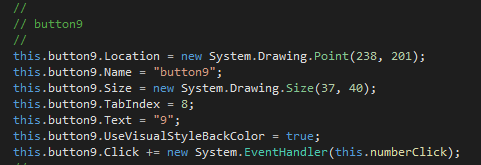 //
// button9
//
this.button9.Location = new System.Drawing.Point(238, 201);
this.button9.Name = "button9";
this.button9.Size = new System.Drawing.Size(37, 40);
this.button9.TabIndex = 8;
this.button9.Text = "9";
this.button9.UseVisualStyleBackColor = true;
this.button9.Click += new System.EventHandler(this.numberClick);